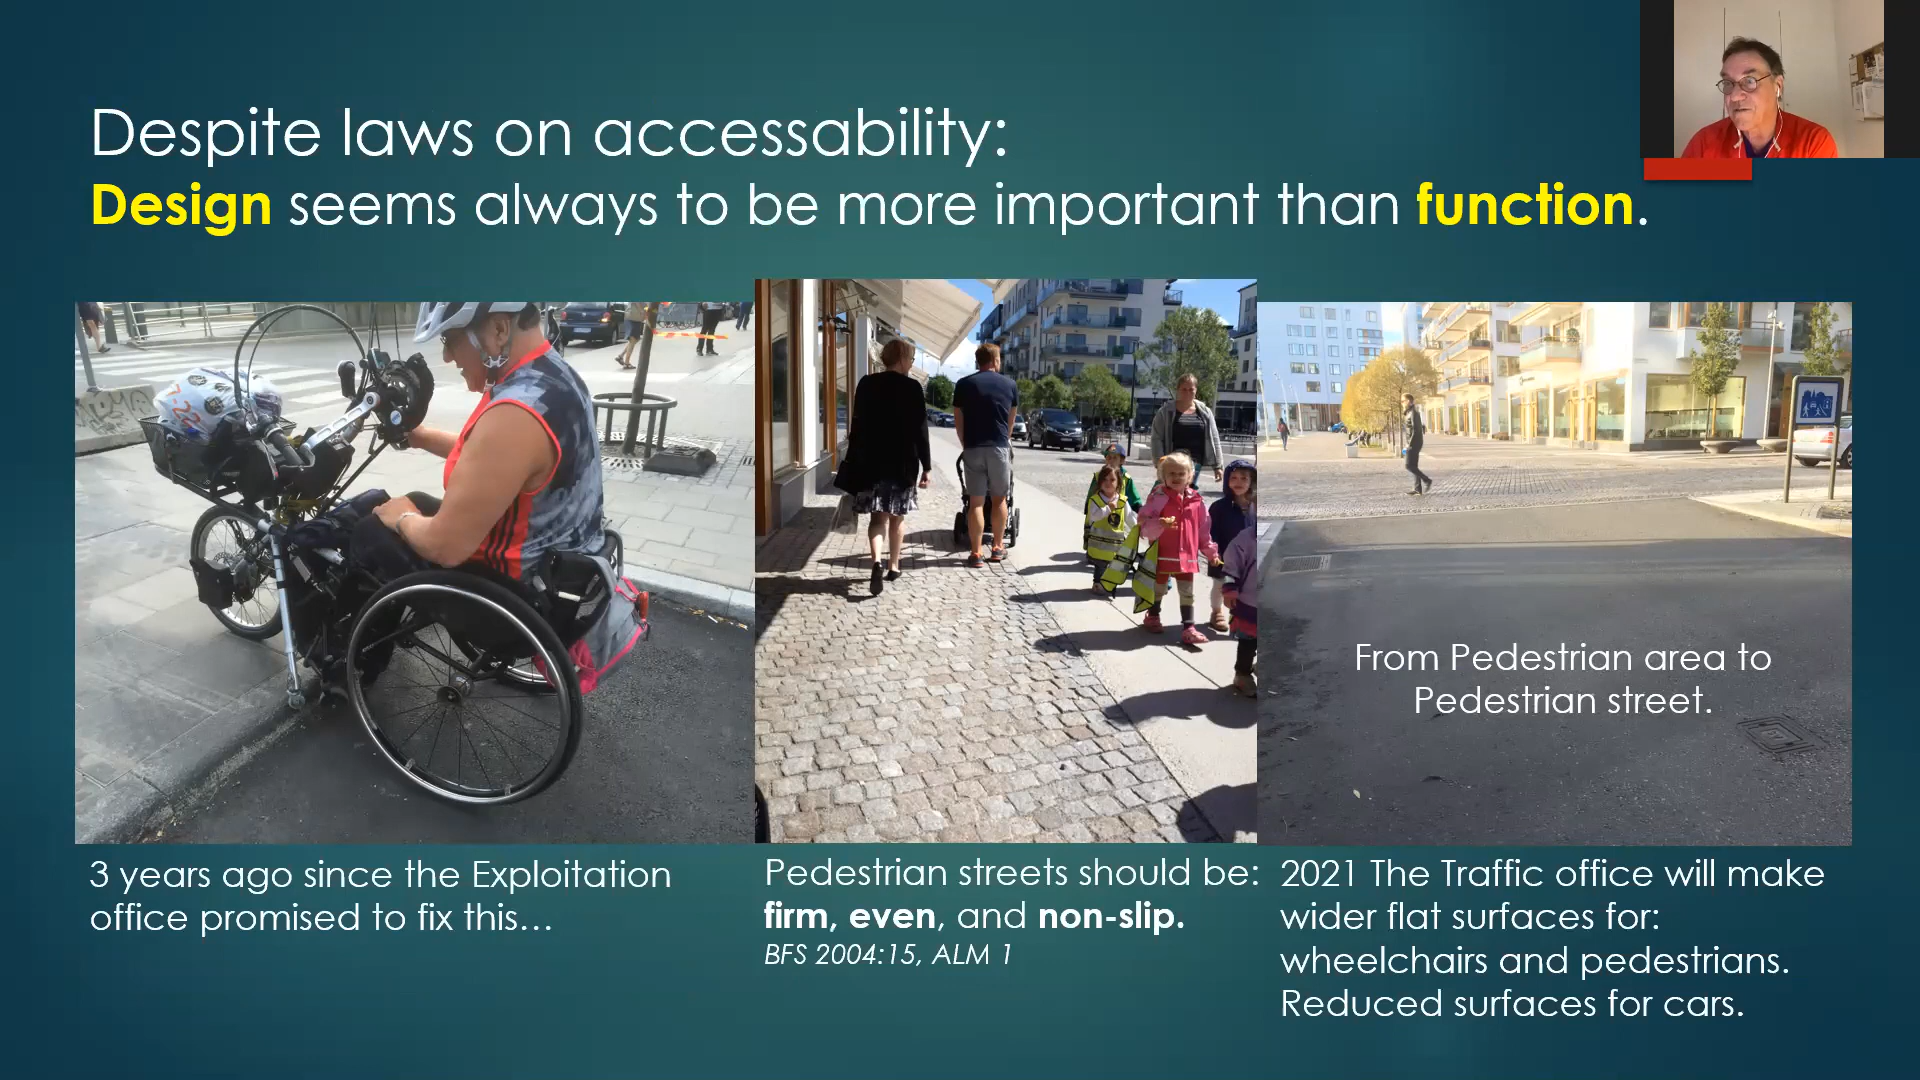 Despite laws on accessability:
Design seems always to be more important than function.
From Pedestrian area to
Pedestrian street.
3 years ago since the Exploitation
office promised to fix this...
Pedestrian streets should be:
firm, even, and non-slip.
BFS 2004:15, ALM 1
2021 The Traffic office will make
wider flat surfaces for:
wheelchairs and pedestrians.
Reduced surfaces for cars.